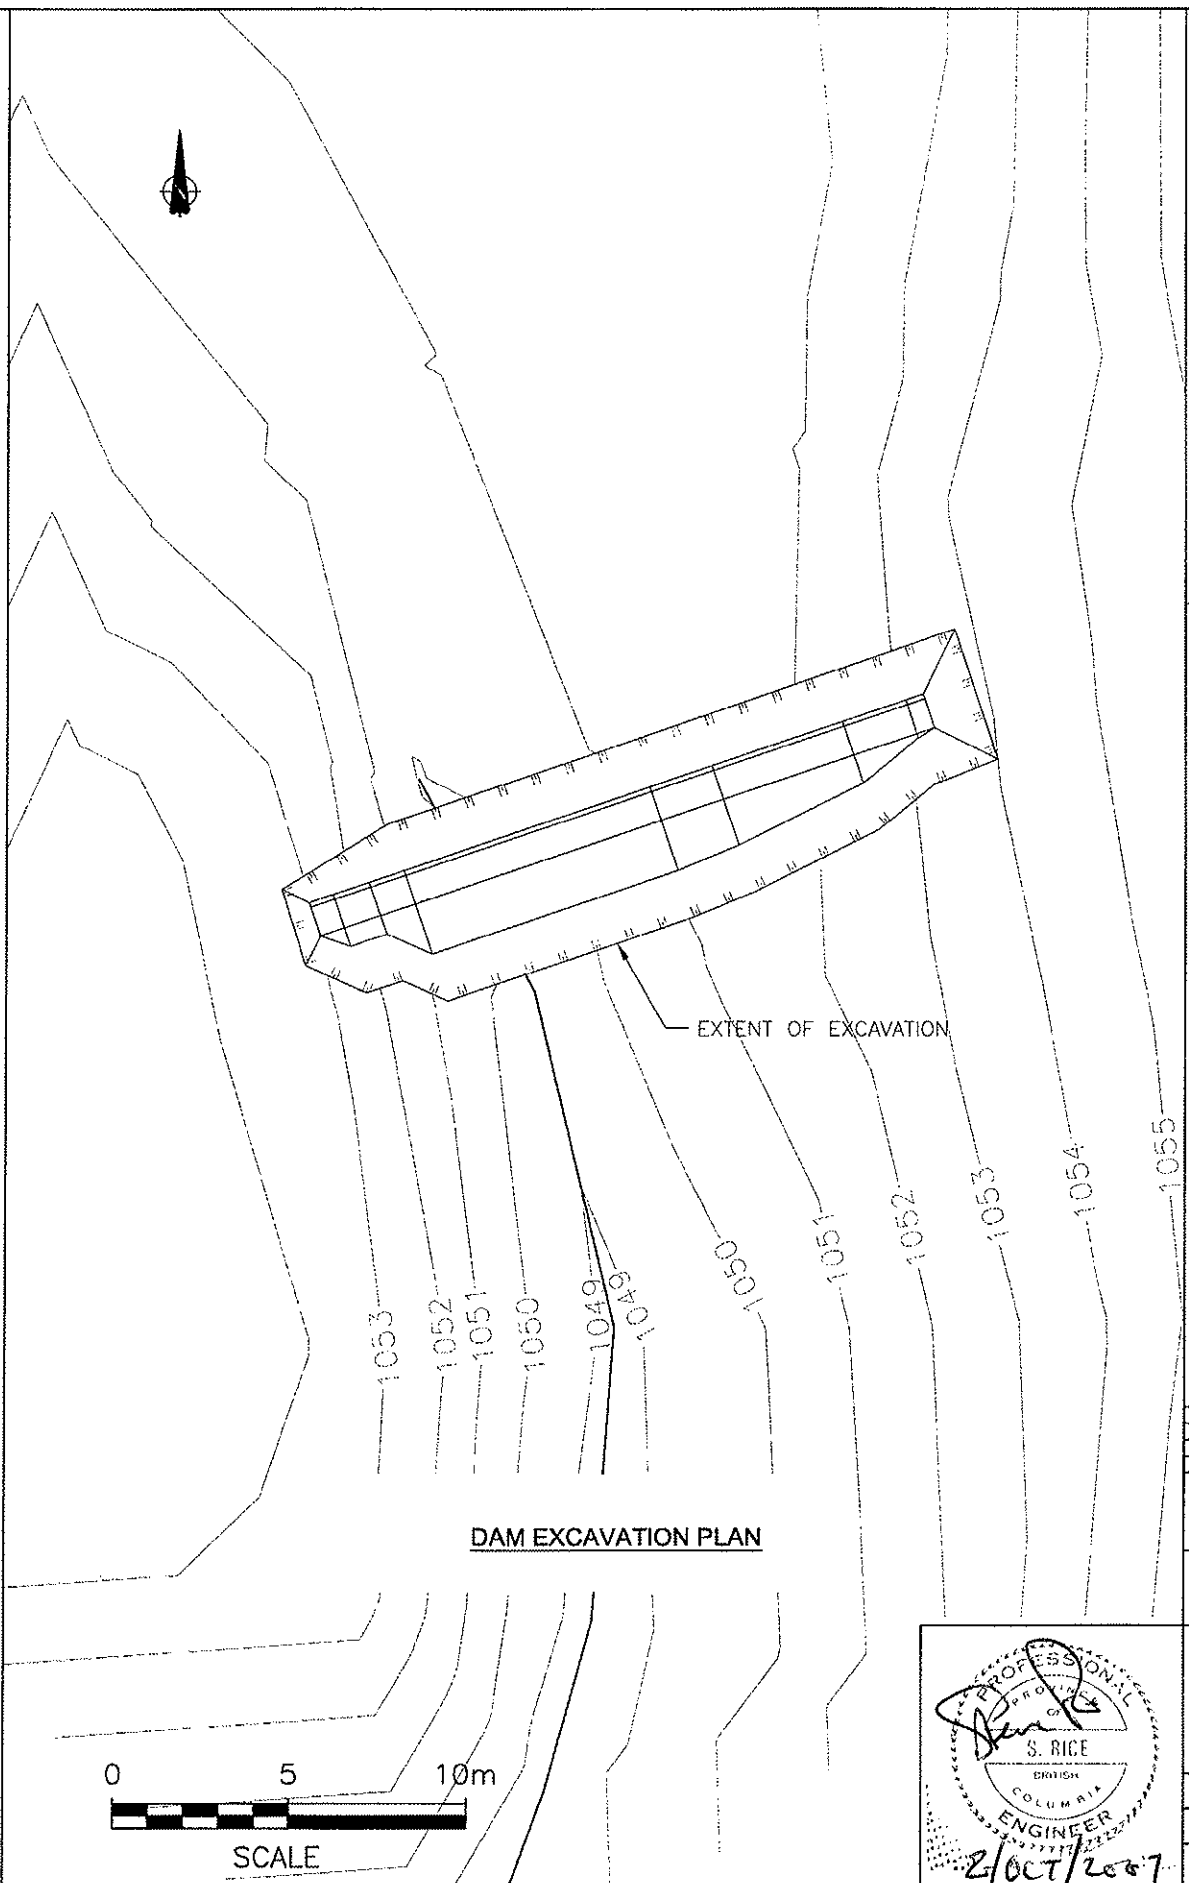 N
EXTENT OF EXCAVATION
1053
1052
1051
1050
1049
1049
1050
1051
1052
1053
1054
1055
DAM EXCAVATION PLAN
0 5 10m
SCALE
PROFESSIONAL
PROVINCE
OF
S. RICE
BRITISH
COLUMBIA
ENGINEER
2/OCT/2007